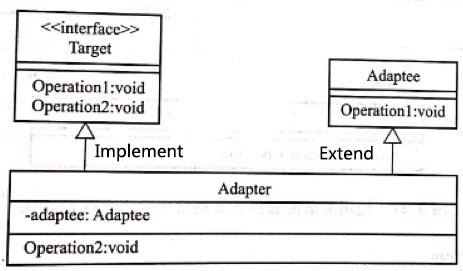 <<interface>>
Target
Operation1:void
Operation2:void
Adaptee
Operation1:void
Implement
Extend
Adapter
-adaptee: Adaptee
Operation2:void